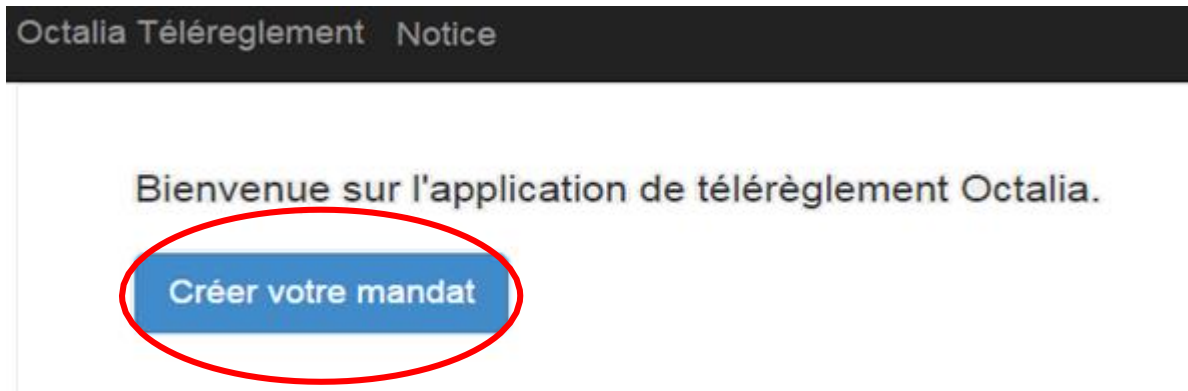 Octalia Téléreglement Notice
Bienvenue sur l'application de télérèglement Octalia.
Créer votre mandat